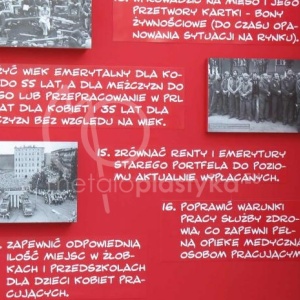 WPROWADZIĆ NA MIĘSO I JEGO
PRZETWORY KARTKI - BONY
ŻYWNOŚCIOWE (DO CZASU OPA-
NOWANIA SYTUACJI NA RYNKU).
ŻYĆ WIEK EMERYTALNY DLA KO-
DO 55 LAT, A DLA MĘŻCZYZN DO
GO LUB PRZEPRACOWANIE W PRL
LAT DLA KOBIET I 35 LAT DLA
CZYZN BEZ WZGLĘDU NA WIEK.
15. ZRÓWNAĆ RENTY I EMERYTURY
STAREGO PORTFELA DO POZIO-
MU AKTUALNIE WYPŁACANYCH.
metaloplastyka
16. POPRAWIĆ WARUNKI
PRACY SŁUŻBY ZDRO-
WIA, CO ZAPEWNI PEŁ-
NĄ OPIEKĘ MEDYCZNĄ
OSOBOM PRACUJĄCYM
ZAPEWNIĆ ODPOWIEDNIĄ
ILOŚĆ MIEJSC W ŻŁOB-
KACH I PRZEDSZKOLACH
DLA DZIECI KOBIET PRA-
CUJĄCYCH.